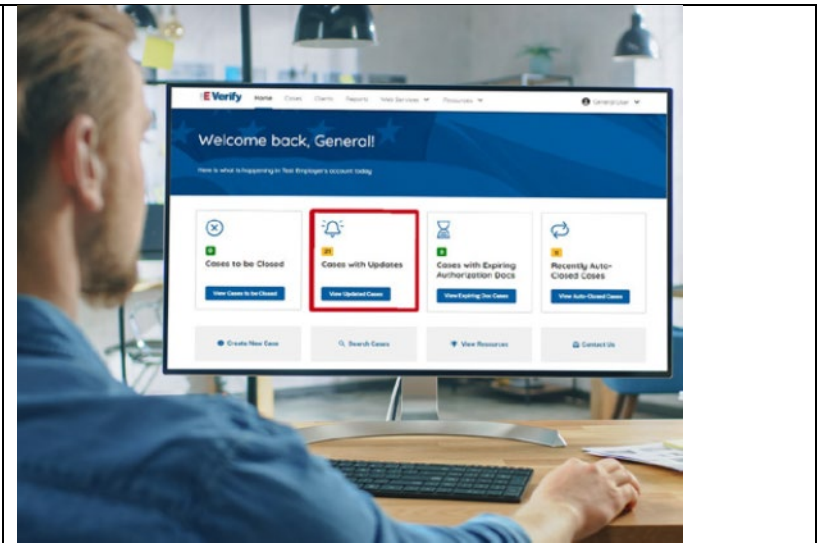 E-Verify Home Cases Clients Reports Web Services Resources General User
Welcome back, General!
Here is what is happening in Test Employer's account today
21
Cases to be Closed
Cases with Updates
Cases with Expiring
Authorization Docs
Recently Auto-
Closed Cases
View Cases to be Closed
View Updated Cases
View Expiring Doc Cases
View Auto-Closed Cases
Create New Case
Search Cases
View Resources
Contact Us